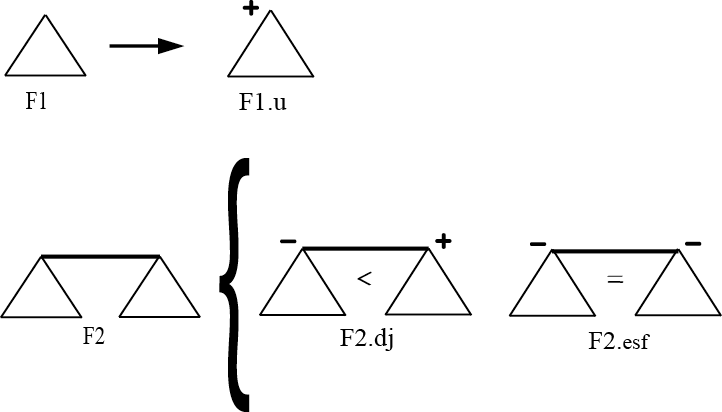 +
F1
F1.u
- + - -
< =
F2
F2.dj
F2.esf